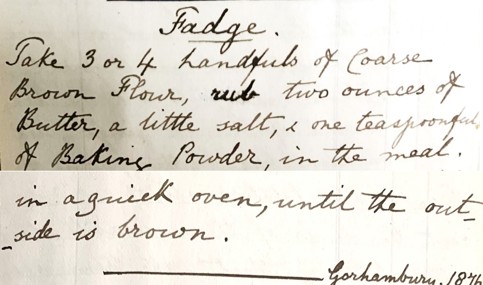 Fadge.
Take 3 or 4 handfuls of Coarse
Brown Flour, rub two ounces of
Butter, a little salt, & one teaspoonful
of Baking Powder, in the meal.
in a quick oven, until the out-
-side is brown.
Gorhambury. 1876